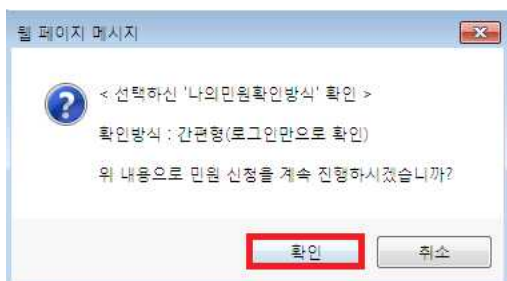 웹 페이지 메시지
< 선택하신 '나의민원확인방식' 확인 >
확인방식 : 간편형(로그인만으로 확인)
위 내용으로 민원 신청을 계속 진행하시겠습니까?
확인 취소